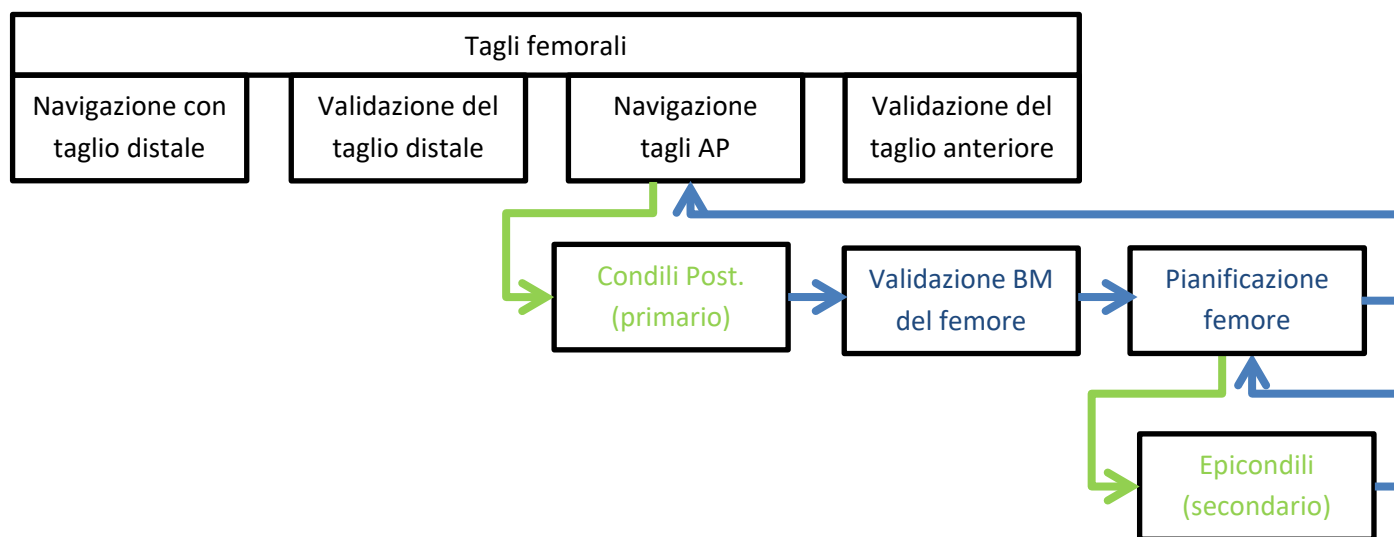 Tagli femorali
Navigazione con
taglio distale
Validazione del
taglio distale
Navigazione
tagli AP
Validazione del
taglio anteriore
Condili Post.
(primario)
Validazione BM
del femore
Pianificazione
femore
Epicondili
(secondario)